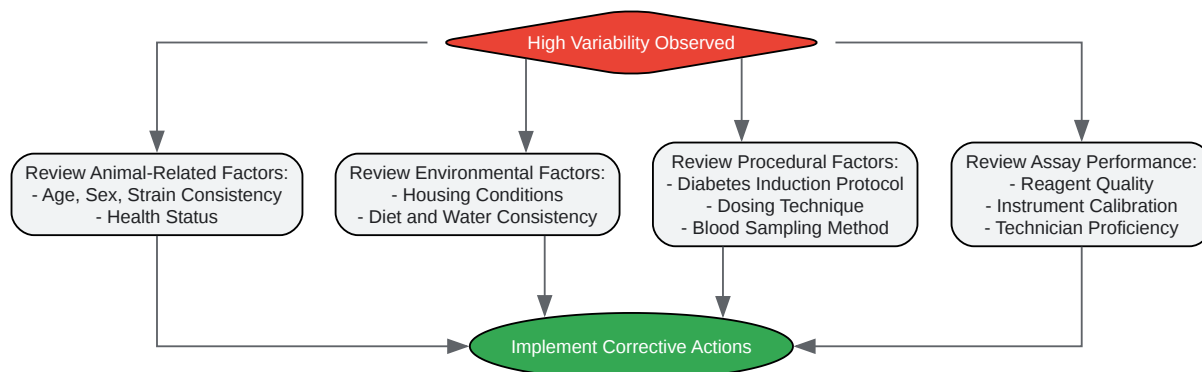 High Variability Observed
Review Animal-Related Factors:
- Age, Sex, Strain Consistency
- Health Status
Review Environmental Factors:
- Housing Conditions
- Diet and Water Consistency
Review Procedural Factors:
- Diabetes Induction Protocol
- Dosing Technique
- Blood Sampling Method
Review Assay Performance:
- Reagent Quality
- Instrument Calibration
- Technician Proficiency
Implement Corrective Actions